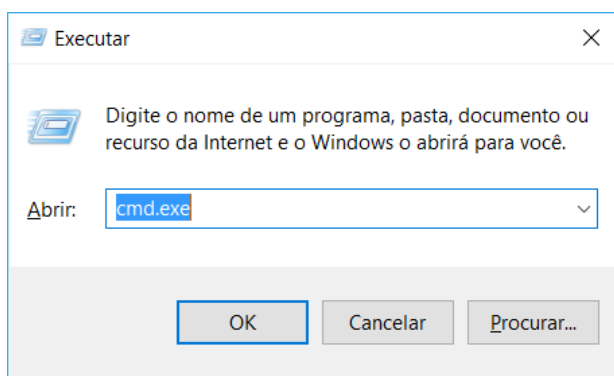 Executar
Digite o nome de um programa, pasta, documento ou
recurso da Internet e o Windows o abrirá para você.
Abrir: cmd.exe
OK Cancelar Procurar...